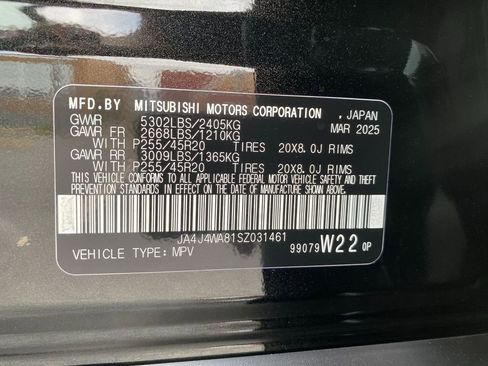 MFD.BY MITSUBISHI MOTORS CORPORATION , JAPAN
GVWR 5302LBS/2405KG MAR 2025
GAWR FR 2668LBS/1210KG
WITH P255/45R20 TIRES 20X8.0J RIMS
GAWR RR 3009LBS/1365KG
WITH P255/45R20 TIRES 20X8.0J RIMS
THIS VEHICLE CONFORMS TO ALL APPLICABLE FEDERAL MOTOR VEHICLE SAFETY AND THEFT
PREVENTION STANDARDS IN EFFECT ON THE DATE OF MANUFACTURE SHOWN ABOVE.
JA4J4WA81SZ031461
VEHICLE TYPE: MPV 99079 W22 0P